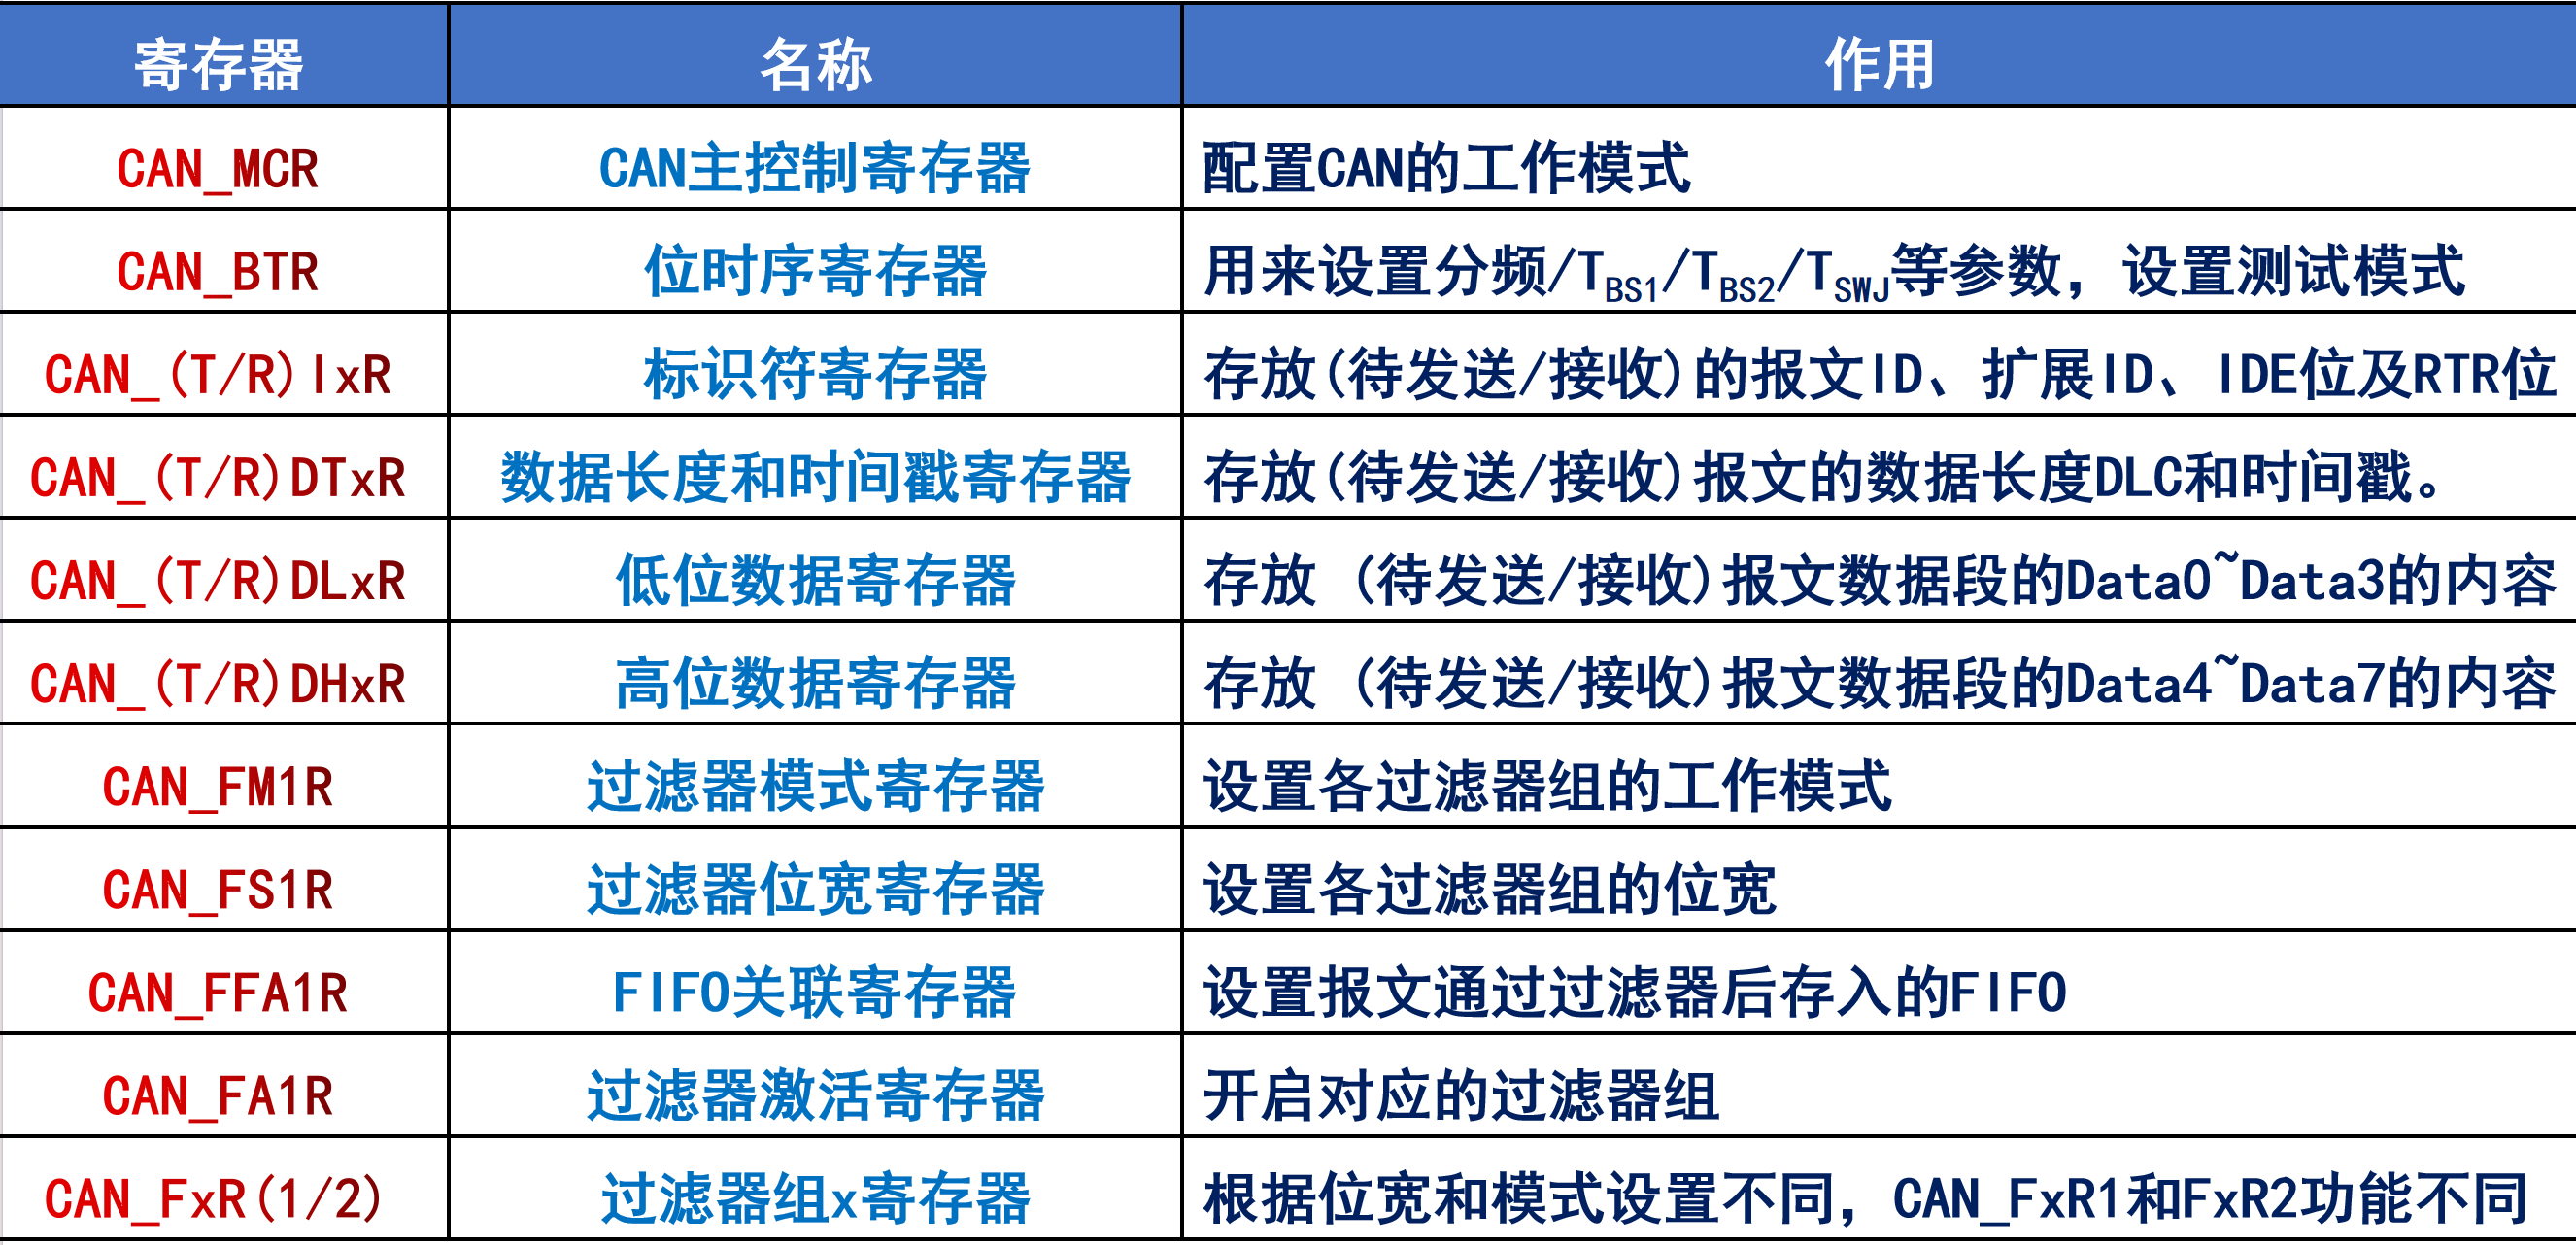 寄存器 名称 作用
CAN_MCR CAN主控制寄存器 配置CAN的工作模式
CAN_BTR 位时序寄存器 用来设置分频/TBS1/TBS2/TSWJ等参数，设置测试模式
CAN_(T/R)IxR 标识符寄存器 存放(待发送/接收)的报文ID、扩展ID、IDE位及RTR位
CAN_(T/R)DTxR 数据长度和时间戳寄存器 存放(待发送/接收)报文的数据长度DLC和时间戳。
CAN_(T/R)DLxR 低位数据寄存器 存放 (待发送/接收)报文数据段的Data0~Data3的内容
CAN_(T/R)DHxR 高位数据寄存器 存放 (待发送/接收)报文数据段的Data4~Data7的内容
CAN_FM1R 过滤器模式寄存器 设置各过滤器组的工作模式
CAN_FS1R 过滤器位宽寄存器 设置各过滤器组的位宽
CAN_FFA1R FIFO关联寄存器 设置报文通过过滤器后存入的FIFO
CAN_FA1R 过滤器激活寄存器 开启对应的过滤器组
CAN_FxR(1/2) 过滤器组x寄存器 根据位宽和模式设置不同，CAN_FxR1和FxR2功能不同